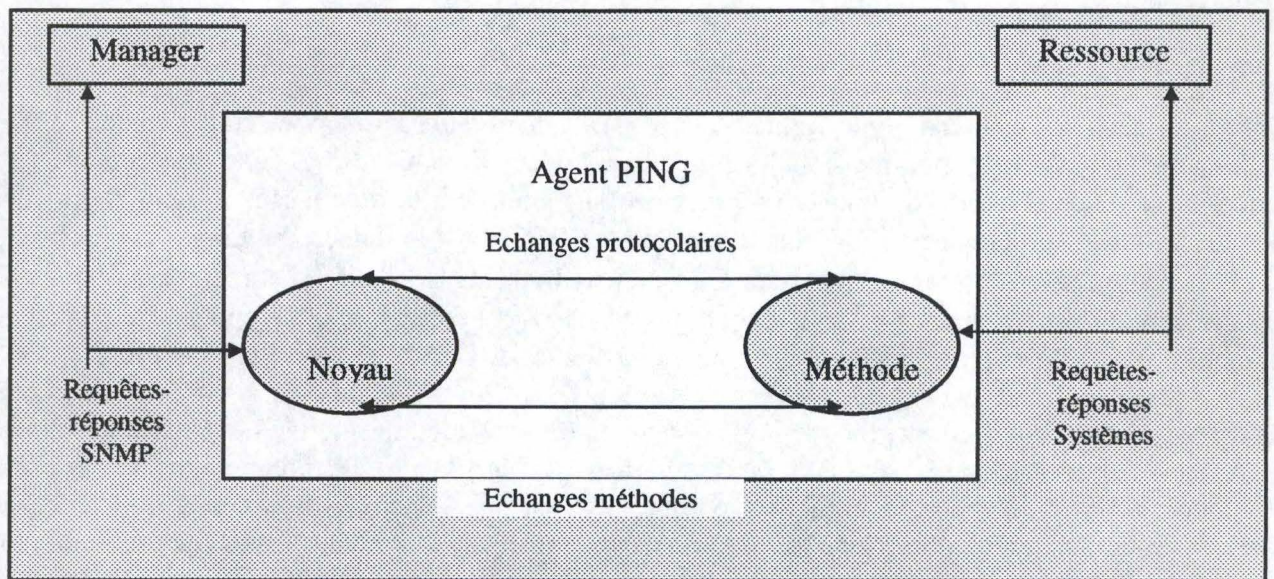 Manager
Ressource
Agent PING
Echanges protocolaires
Noyau
Méthode
Requêtes-
réponses
SNMP
Requêtes-
réponses
Systèmes
Echanges méthodes